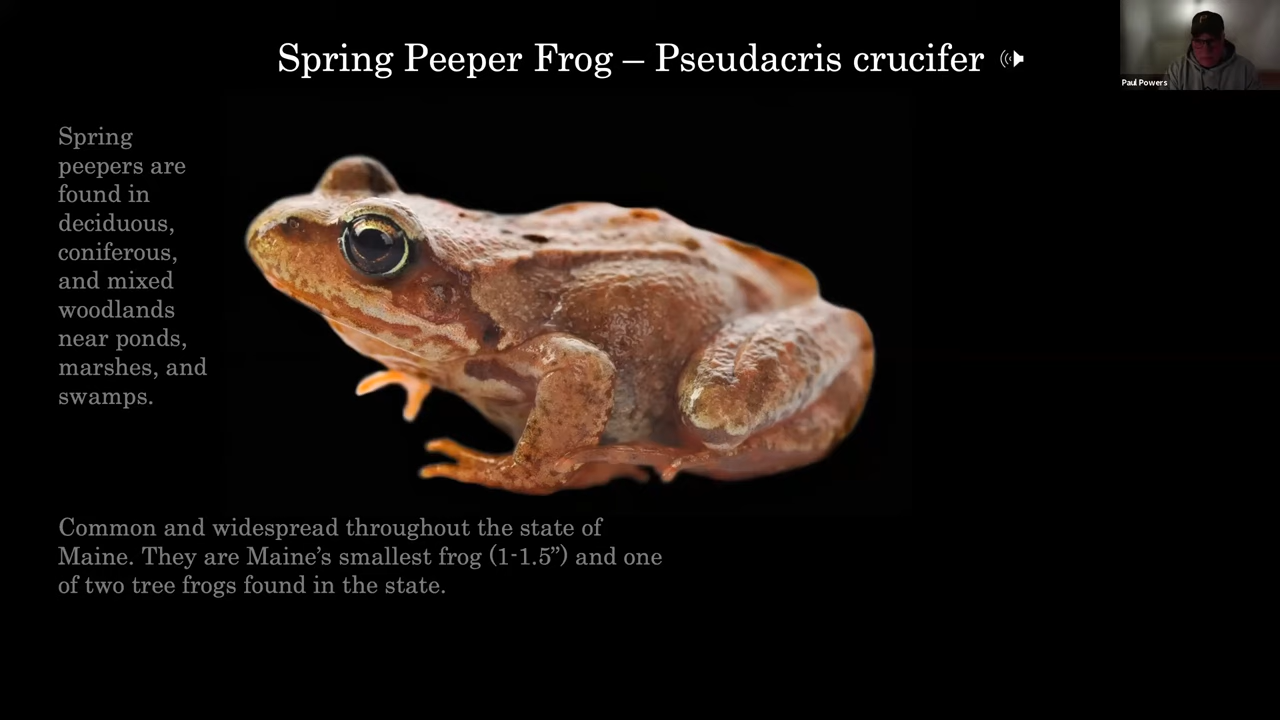 Spring Peeper Frog – Pseudacris crucifer
Paul Powers
Spring
peepers are
found in
deciduous,
coniferous,
and mixed
woodlands
near ponds,
marshes, and
swamps.
Common and widespread throughout the state of
Maine. They are Maine’s smallest frog (1-1.5”) and one
of two tree frogs found in the state.